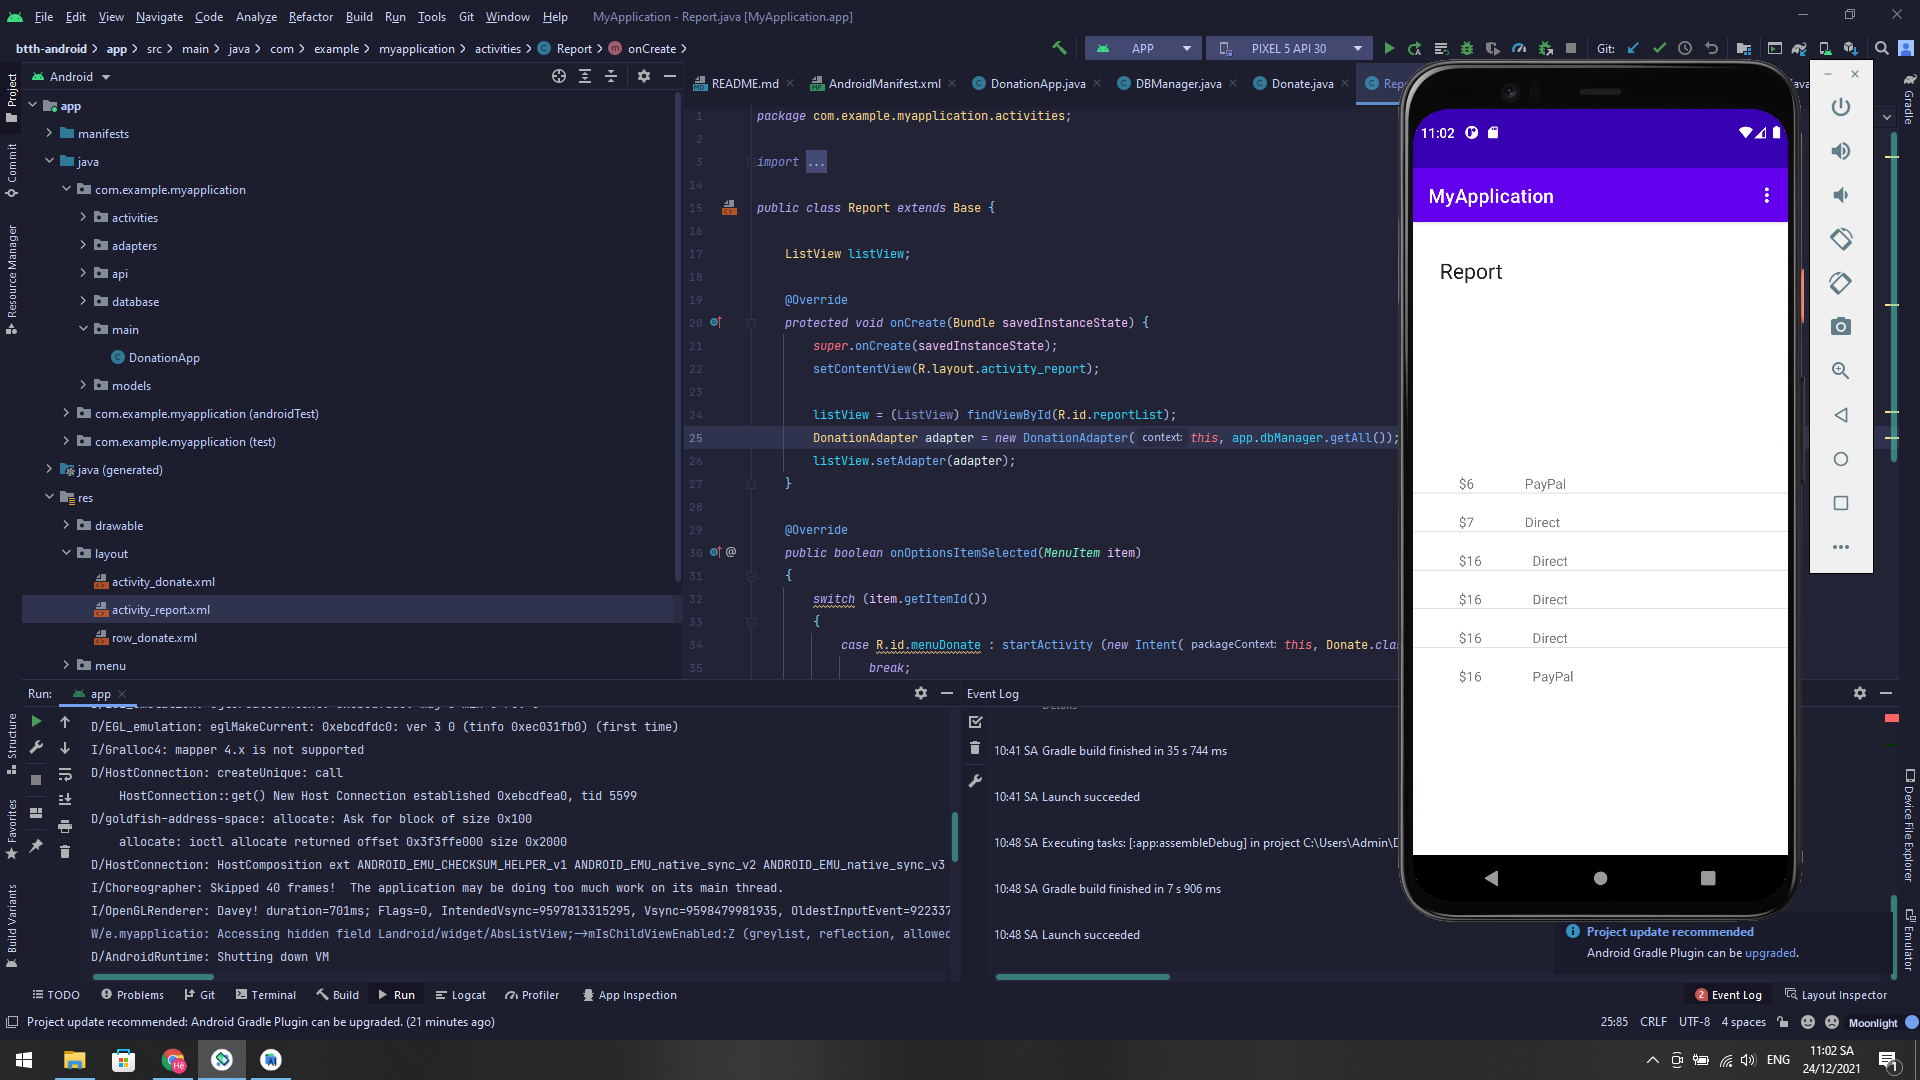 File Edit View Navigate Code Analyze Refactor Build Run Tools Git Window Help MyApplication - Report.java [MyApplication.app]
btth-android app src main java com example myapplication activities Report onCreate
APP PIXEL 5 API 30 Git:
Android
README.md AndroidManifest.xml DonationApp.java DBManager.java Donate.java
Project
Commit
Resource Manager
Structure
Favorites
Build Variants
app
manifests
java
com.example.myapplication
activities
adapters
api
database
main
DonationApp
models
com.example.myapplication (androidTest)
com.example.myapplication (test)
java (generated)
res
drawable
layout
activity_donate.xml
activity_report.xml
row_donate.xml
menu
1 package com.example.myapplication.activities;
2
3 import ...
14
15 public class Report extends Base {
16
17 ListView listView;
18
19 @Override
20 protected void onCreate(Bundle savedInstanceState) {
21 super.onCreate(savedInstanceState);
22 setContentView(R.layout.activity_report);
23
24 listView = (ListView) findViewById(R.id.reportList);
25 DonationAdapter adapter = new DonationAdapter( context: this, app.dbManager.getAll());
26 listView.setAdapter(adapter);
27 }
28
29 @Override
30 @ public boolean onOptionsItemSelected(MenuItem item)
31 {
32 switch (item.getItemId())
33 {
34 case R.id.menuDonate : startActivity (new Intent( packageContext: this, Donate.clas
35 break;
11:02
MyApplication
Report
$6 PayPal
$7 Direct
$16 Direct
$16 Direct
$16 Direct
$16 PayPal
Gradle
Device File Explorer
Emulator
Run: app
D/EGL_emulation: eglMakeCurrent: 0xebcdfdc0: ver 3 0 (tinfo 0xec031fb0) (first time)
I/Gralloc4: mapper 4.x is not supported
D/HostConnection: createUnique: call
HostConnection::get() New Host Connection established 0xebcdfea0, tid 5599
D/goldfish-address-space: allocate: Ask for block of size 0x100
allocate: ioctl allocate returned offset 0x3f3ffe000 size 0x2000
D/HostConnection: HostComposition ext ANDROID_EMU_CHECKSUM_HELPER_v1 ANDROID_EMU_native_sync_v2 ANDROID_EMU_native_sync_v3
I/Choreographer: Skipped 40 frames! The application may be doing too much work on its main thread.
I/OpenGLRenderer: Davey! duration=701ms; Flags=0, IntendedVsync=9597813315295, Vsync=9598479981935, OldestInputEvent=922337
W/e.myapplicatio: Accessing hidden field Landroid/widget/AbsListView;->mIsChildViewEnabled:Z (greylist, reflection, allowed
D/AndroidRuntime: Shutting down VM
Event Log
10:41 SA Gradle build finished in 35 s 744 ms
10:41 SA Launch succeeded
10:48 SA Executing tasks: [:app:assembleDebug] in project C:\Users\Admin\D
10:48 SA Gradle build finished in 7 s 906 ms
10:48 SA Launch succeeded
Project update recommended
Android Gradle Plugin can be upgraded.
TODO Problems Git Terminal Build Run Logcat Profiler App Inspection 2 Event Log Layout Inspector
Project update recommended: Android Gradle Plugin can be upgraded. (21 minutes ago) 25:85 CRLF UTF-8 4 spaces Moonlight
ENG
11:02 SA
24/12/2021
1